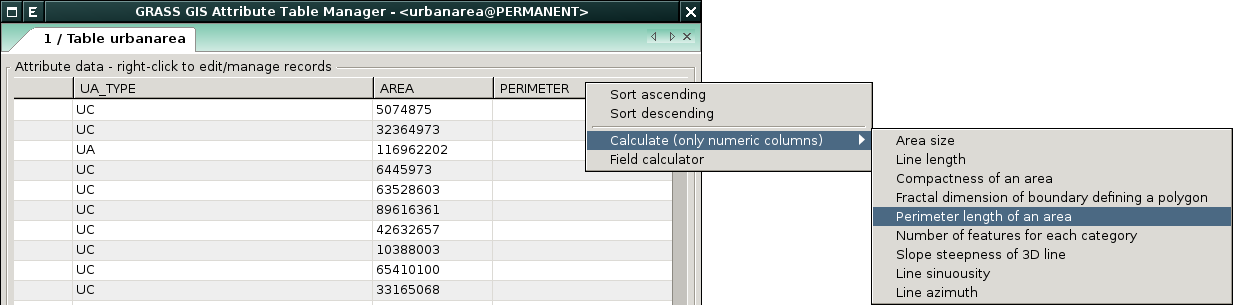 GRASS GIS Attribute Table Manager - <urbanarea@PERMANENT>
1 / Table urbanarea
Attribute data - right-click to edit/manage records
UA_TYPE AREA PERIMETER
UC 5074875
UC 32364973
UA 116962202
UC 6445973
UC 63528603
UC 89616361
UC 42632657
UC 10388003
UC 65410100
UC 33165068
Sort ascending
Sort descending
Calculate (only numeric columns)
Field calculator
Area size
Line length
Compactness of an area
Fractal dimension of boundary defining a polygon
Perimeter length of an area
Number of features for each category
Slope steepness of 3D line
Line sinuousity
Line azimuth